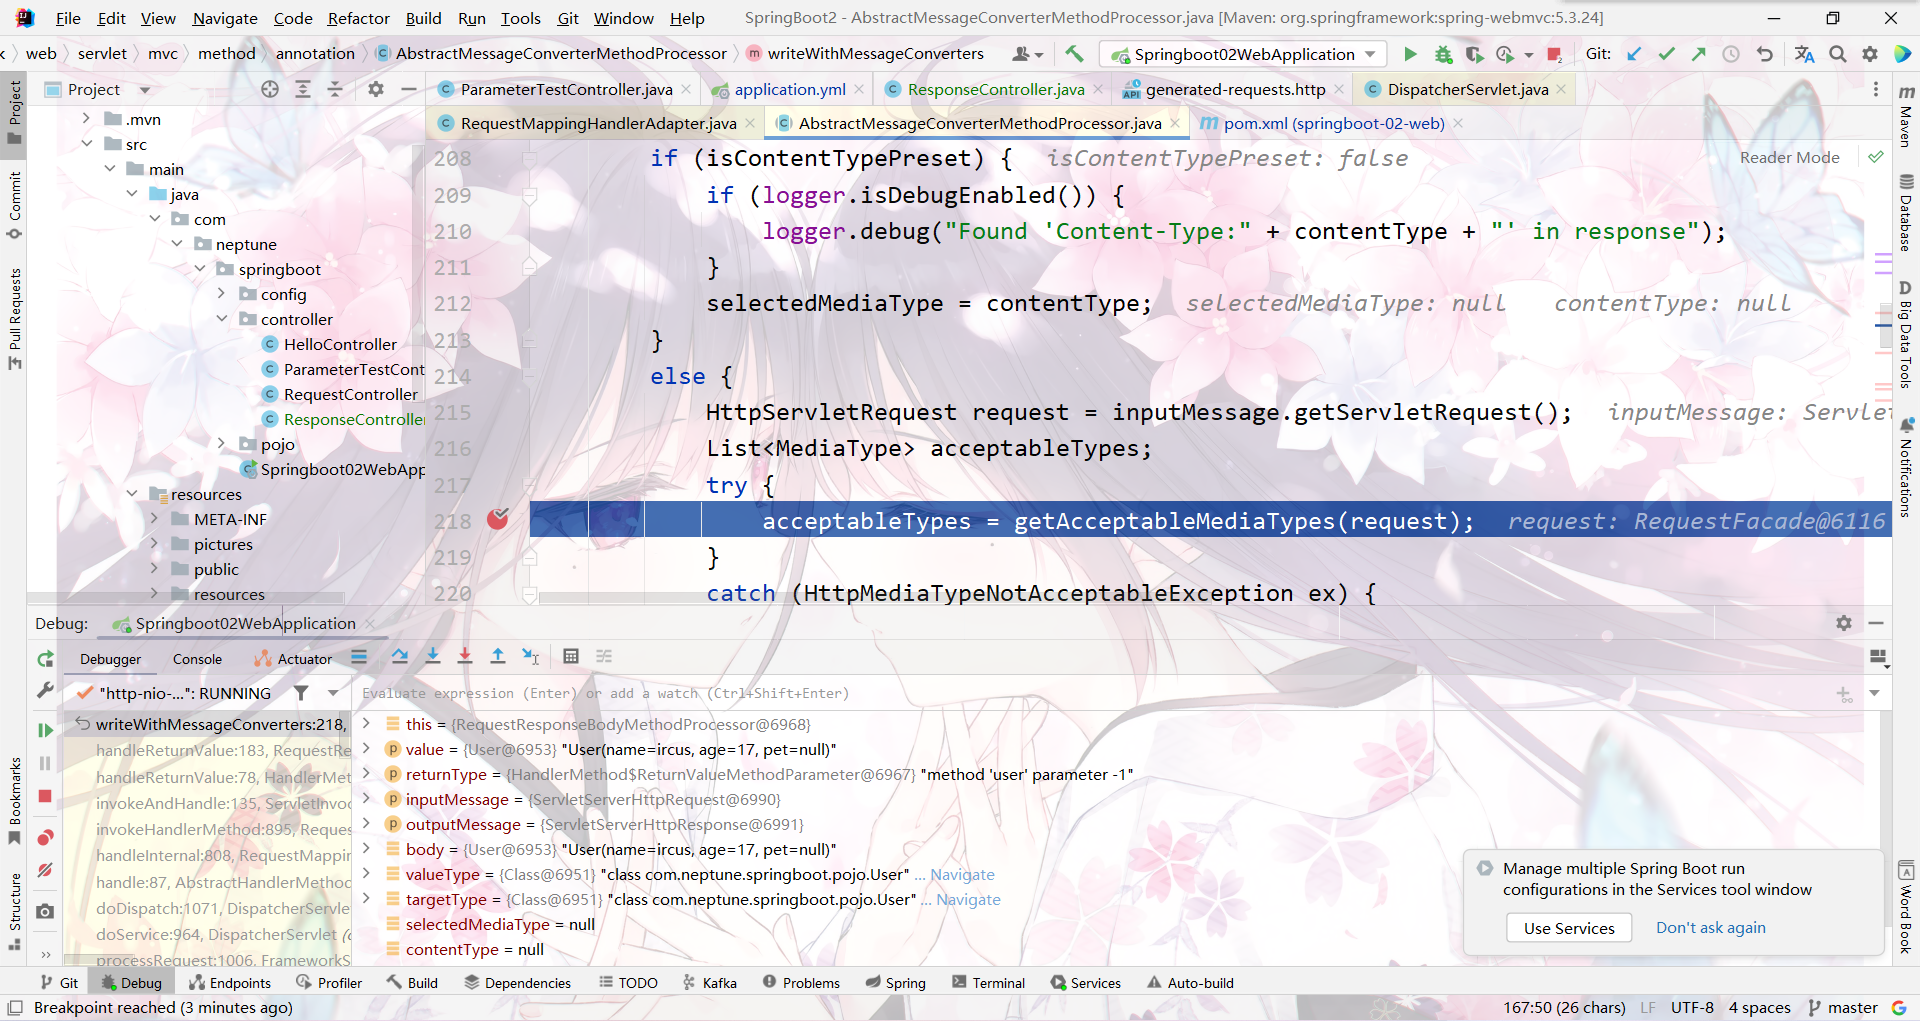 File Edit View Navigate Code Refactor Build Run Tools Git Window Help SpringBoot2 - AbstractMessageConverterMethodProcessor.java [Maven: org.springframework:spring-webmvc:5.3.24]
web servlet mvc method annotation AbstractMessageConverterMethodProcessor writeWithMessageConverters Springboot02WebApplication Git:
Project ParameterTestController.java application.yml ResponseController.java generated-requests.http DispatcherServlet.java
RequestMappingHandlerAdapter.java AbstractMessageConverterMethodProcessor.java pom.xml (springboot-02-web)
Project
Commit
Pull Requests
Bookmarks
Structure
.mvn
src
main
java
com
neptune
springboot
config
controller
HelloController
ParameterTestCont
RequestController
ResponseController
pojo
Springboot02WebApp
resources
META-INF
pictures
public
resources
Reader Mode
208 if (isContentTypePreset) { isContentTypePreset: false
209 if (logger.isDebugEnabled()) {
210 logger.debug("Found 'Content-Type:" + contentType + "' in response");
211 }
212 selectedMediaType = contentType; selectedMediaType: null contentType: null
213 }
214 else {
215 HttpServletRequest request = inputMessage.getServletRequest(); inputMessage: Servlet
216 List<MediaType> acceptableTypes;
217 try {
218 acceptableTypes = getAcceptableMediaTypes(request); request: RequestFacade@6116
219 }
220 catch (HttpMediaTypeNotAcceptableException ex) {
Maven
Database
Big Data Tools
Notifications
Word Book
Debug: Springboot02WebApplication
Debugger Console Actuator
"http-nio-...": RUNNING
Evaluate expression (Enter) or add a watch (Ctrl+Shift+Enter)
writeWithMessageConverters:218,
handleReturnValue:183, RequestRe
handleReturnValue:78, HandlerMet
invokeAndHandle:135, ServletInvoc
invokeHandlerMethod:895, Reques
handleInternal:808, RequestMappin
handle:87, AbstractHandlerMethod
doDispatch:1071, DispatcherServle
doService:964, DispatcherServlet (
processRequest:1006, FrameworkS
this = {RequestResponseBodyMethodProcessor@6968}
value = {User@6953} "User(name=ircus, age=17, pet=null)"
returnType = {HandlerMethod$ReturnValueMethodParameter@6967} "method 'user' parameter -1"
inputMessage = {ServletServerHttpRequest@6990}
outputMessage = {ServletServerHttpResponse@6991}
body = {User@6953} "User(name=ircus, age=17, pet=null)"
valueType = {Class@6951} "class com.neptune.springboot.pojo.User" ... Navigate
targetType = {Class@6951} "class com.neptune.springboot.pojo.User" ... Navigate
selectedMediaType = null
contentType = null
Manage multiple Spring Boot run
configurations in the Services tool window
Use Services Don't ask again
Git Debug Endpoints Profiler Build Dependencies TODO Kafka Problems Spring Terminal Services Auto-build
Breakpoint reached (3 minutes ago) 167:50 (26 chars) LF UTF-8 4 spaces master